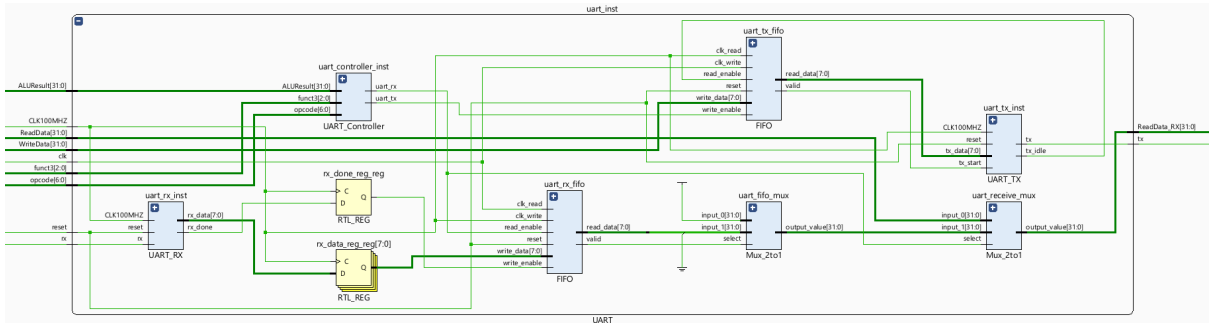 uart_inst
ALUResult[31:0]
CLK100MHZ
ReadData[31:0]
WriteData[31:0]
clk
funct3[2:0]
opcode[6:0]
reset
rx
uart_controller_inst
ALUResult[31:0]
funct3[2:0]
opcode[6:0]
uart_rx
uart_tx
UART_Controller
uart_rx_inst
CLK100MHZ
reset
rx
rx_data[7:0]
rx_done
UART_RX
rx_done_reg_reg
C
D
Q
RTL_REG
rx_data_reg_reg[7:0]
C
D
Q
RTL_REG
uart_rx_fifo
clk_read
clk_write
read_enable
reset
write_data[7:0]
write_enable
read_data[7:0]
valid
FIFO
uart_tx_fifo
clk_read
clk_write
read_enable
reset
write_data[7:0]
write_enable
read_data[7:0]
valid
FIFO
uart_fifo_mux
input_0[31:0]
input_1[31:0]
select
output_value[31:0]
Mux_2to1
uart_tx_inst
CLK100MHZ
reset
tx_data[7:0]
tx_start
tx
tx_idle
UART_TX
uart_receive_mux
input_0[31:0]
input_1[31:0]
select
output_value[31:0]
Mux_2to1
ReadData_RX[31:0]
tx
UART